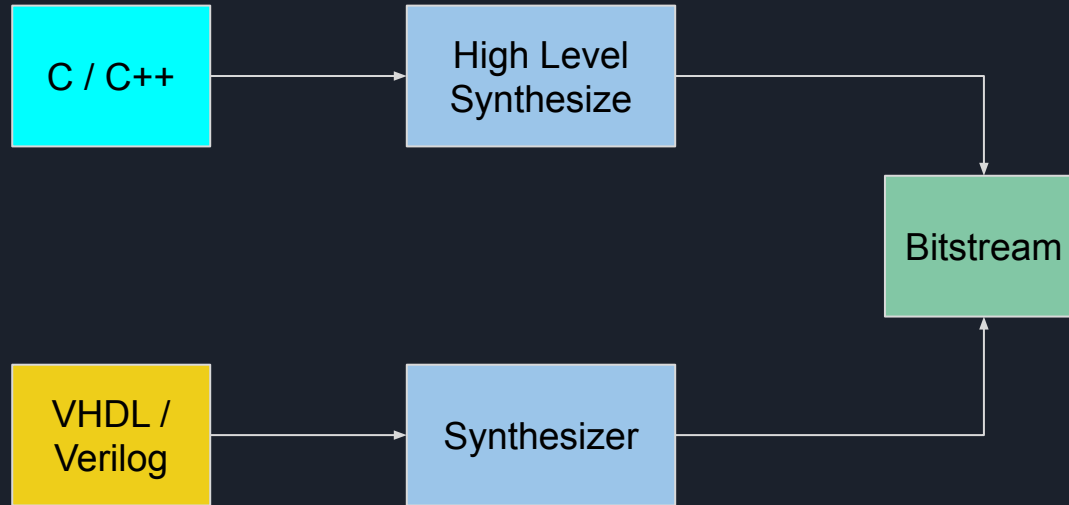 C / C++
High Level
Synthesize
Bitstream
VHDL /
Verilog
Synthesizer